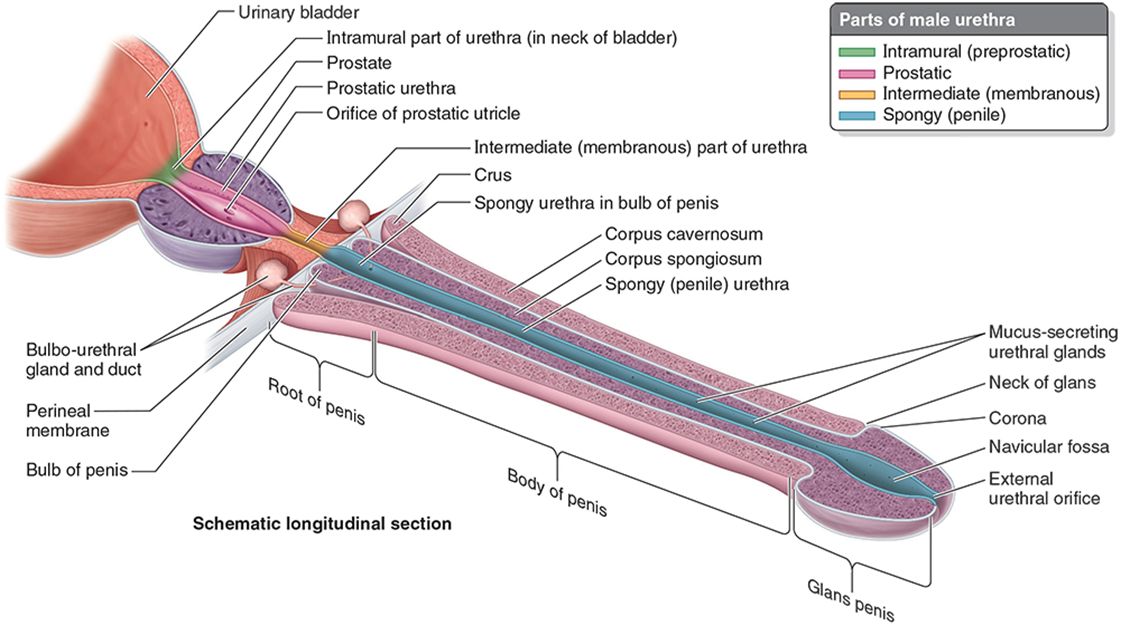 Urinary bladder
Intramural part of urethra (in neck of bladder)
Prostate
Prostatic urethra
Orifice of prostatic utricle
Intermediate (membranous) part of urethra
Crus
Spongy urethra in bulb of penis
Corpus cavernosum
Corpus spongiosum
Spongy (penile) urethra
Parts of male urethra
Intramural (preprostatic)
Prostatic
Intermediate (membranous)
Spongy (penile)
Mucus-secreting
urethral glands
Neck of glans
Corona
Navicular fossa
External
urethral orifice
Bulbo-urethral
gland and duct
Perineal
membrane
Bulb of penis
Root of penis
Body of penis
Glans penis
Schematic longitudinal section